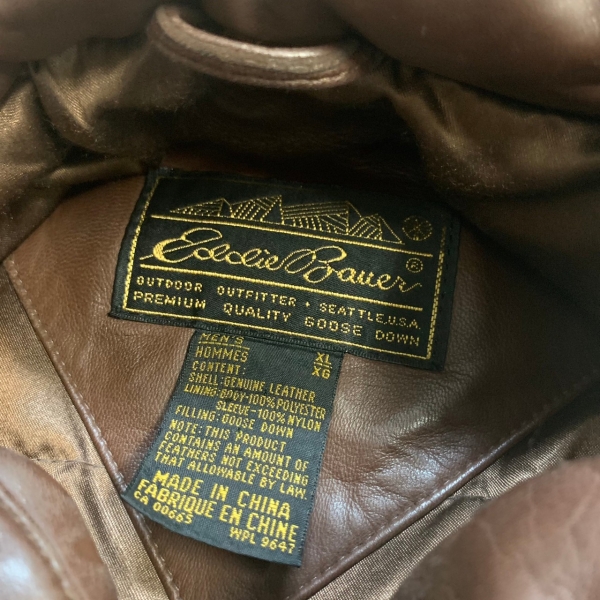 Eddie Bauer®
OUTDOOR OUTFITTER • SEATTLE, U.S.A.
PREMIUM QUALITY GOOSE DOWN
MEN'S XL
HOMMES XG
CONTENT:
SHELL: GENUINE LEATHER
LINING: BODY-100% POLYESTER
SLEEVE-100% NYLON
FILLING: GOOSE DOWN
NOTE: THIS PRODUCT
CONTAINS AN AMOUNT OF
FEATHERS NOT EXCEEDING
THAT ALLOWABLE BY LAW.
MADE IN CHINA
FABRIQUE EN CHINE
CA 00665
WPL 9647